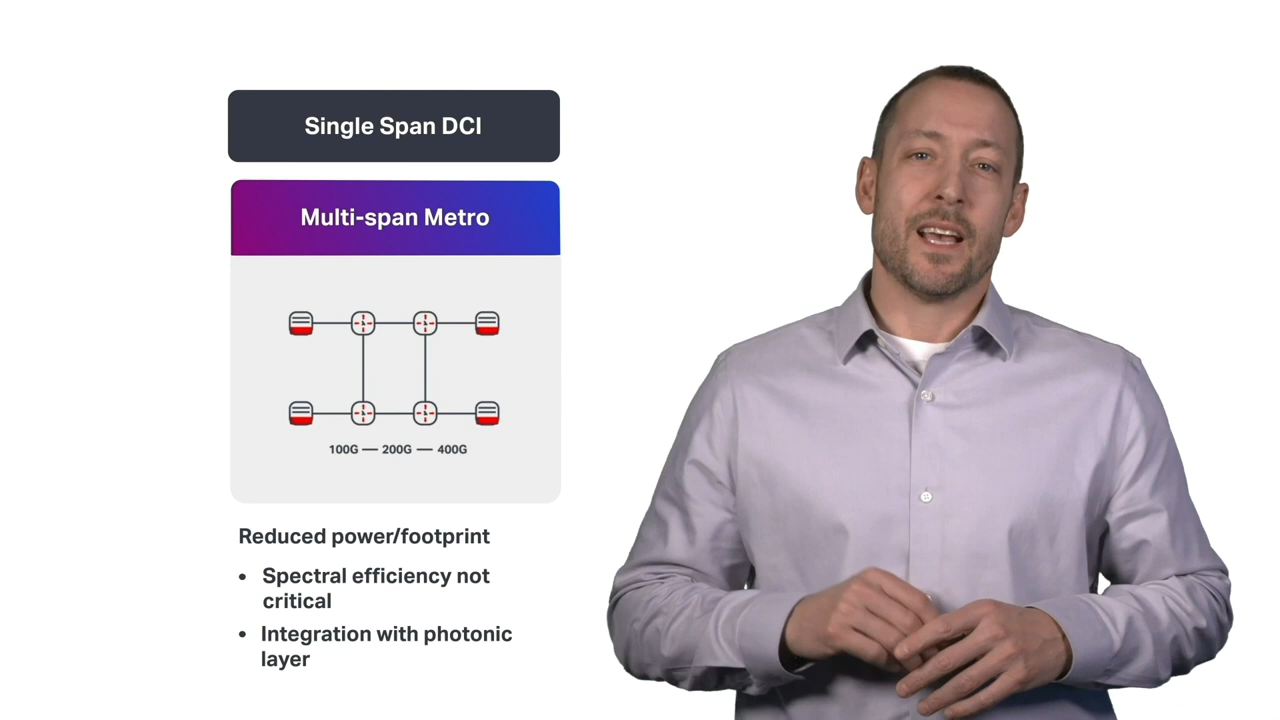 Single Span DCI
Multi-span Metro
100G — 200G — 400G
Reduced power/footprint
• Spectral efficiency not
critical
• Integration with photonic
layer